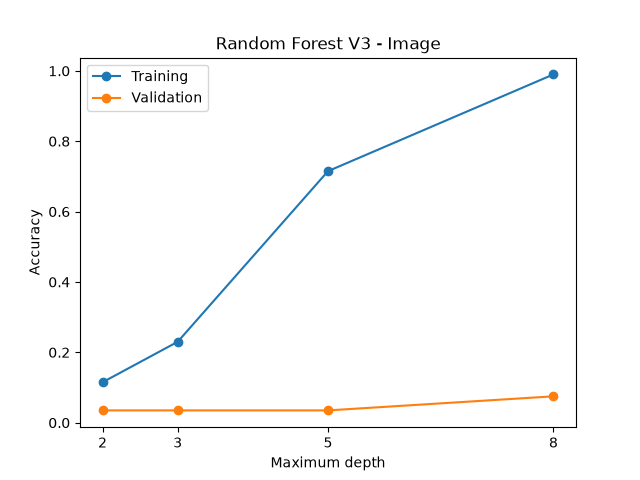 Random Forest V3 - Image
Training
Validation
Accuracy
1.0
0.8
0.6
0.4
0.2
0.0
2 3 5 8
Maximum depth